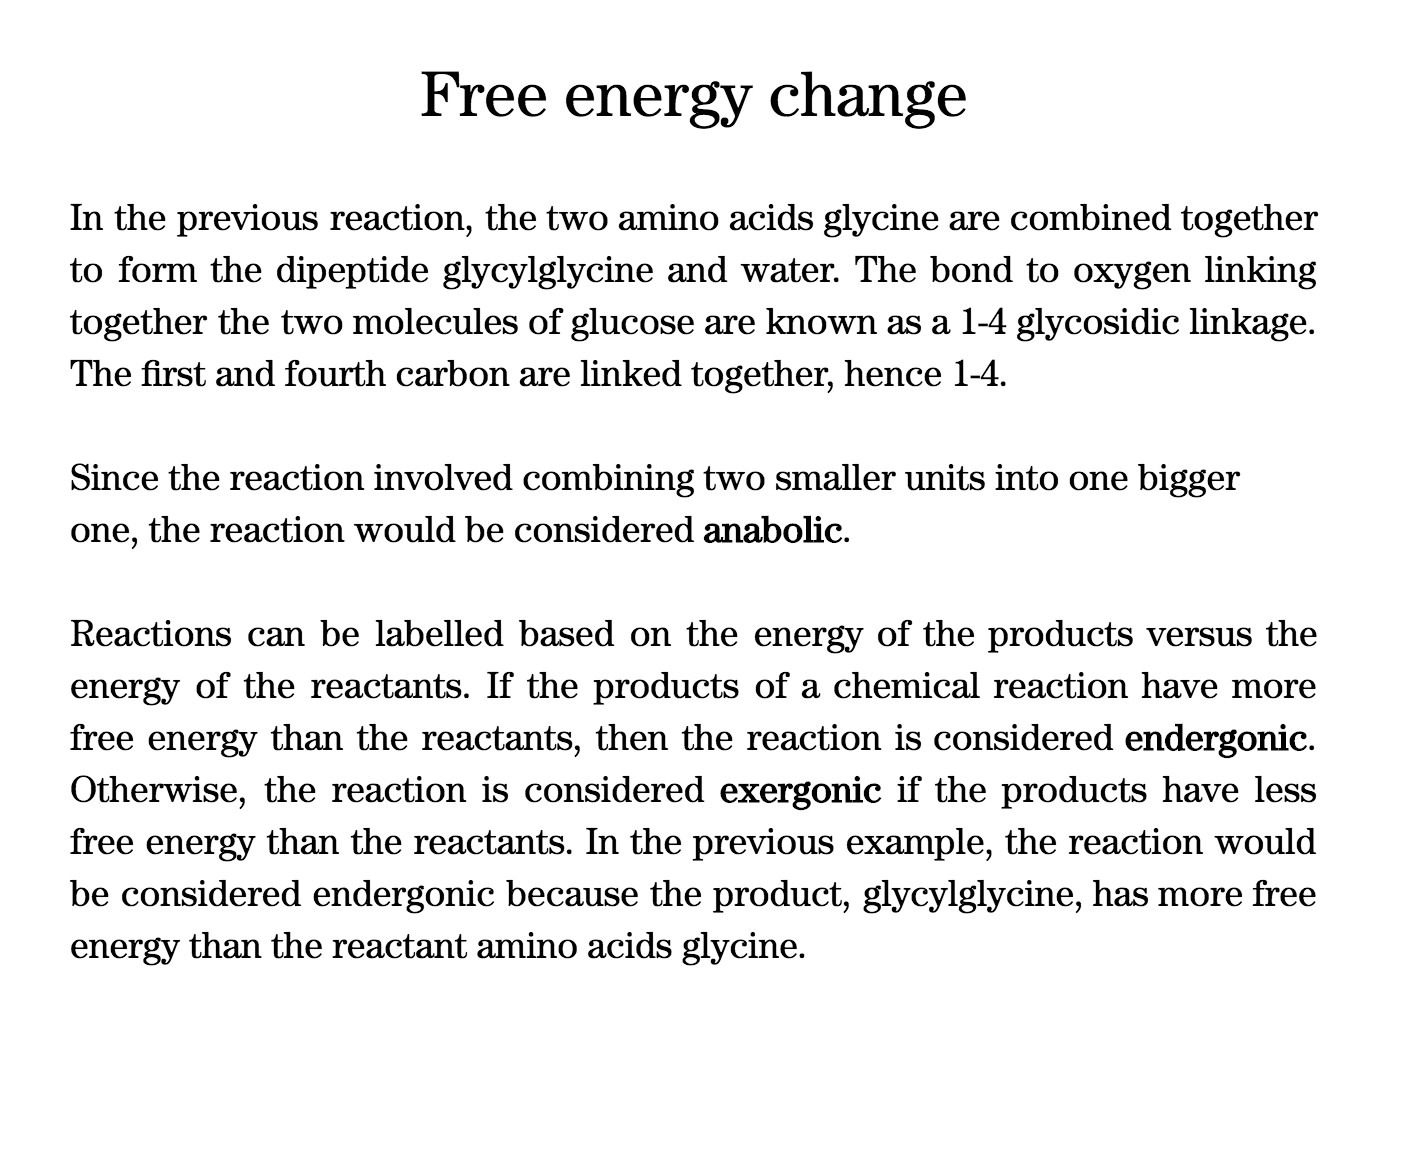 Free energy change
In the previous reaction, the two amino acids glycine are combined together
to form the dipeptide glycylglycine and water. The bond to oxygen linking
together the two molecules of glucose are known as a 1-4 glycosidic linkage.
The first and fourth carbon are linked together, hence 1-4.
Since the reaction involved combining two smaller units into one bigger
one, the reaction would be considered anabolic.
Reactions can be labelled based on the energy of the products versus the
energy of the reactants. If the products of a chemical reaction have more
free energy than the reactants, then the reaction is considered endergonic.
Otherwise, the reaction is considered exergonic if the products have less
free energy than the reactants. In the previous example, the reaction would
be considered endergonic because the product, glycylglycine, has more free
energy than the reactant amino acids glycine.